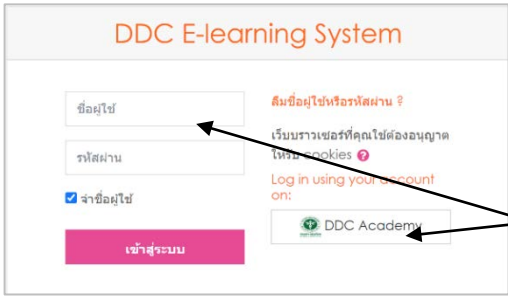 DDC E-learning System
ชื่อผู้ใช้
รหัสผ่าน
จำชื่อผู้ใช้
เข้าสู่ระบบ
ลืมชื่อผู้ใช้หรือรหัสผ่าน ?
เว็บบราวเซอร์ที่คุณใช้ต้องอนุญาต
ให้รับ cookies ?
Log in using your account
on:
DDC Academy